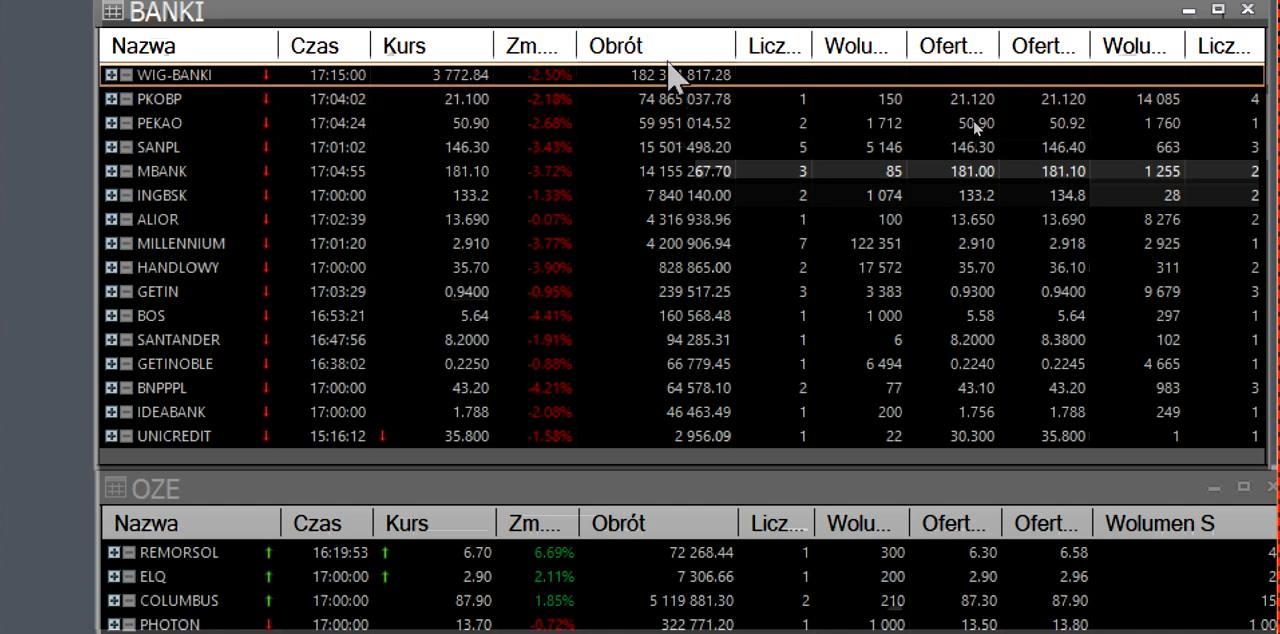 BANKI
Nazwa Czas Kurs Zm.... Obrót Licz... Wolu... Ofert... Ofert... Wolu... Licz...
WIG-BANKI 17:15:00 3 772.84 -2.50% 182 817.28
PKOBP 17:04:02 21.100 -2.18% 74 865 037.78 1 150 21.120 21.120 14 085 4
PEKAO 17:04:24 50.90 -2.68% 59 951 014.52 2 1 712 50.90 50.92 1 760 1
SANPL 17:01:02 146.30 -3.43% 15 501 498.20 5 5 146 146.30 146.40 663 3
MBANK 17:04:55 181.10 -3.72% 14 155 267.70 3 85 181.00 181.10 1 255 2
INGBSK 17:00:00 133.2 -1.33% 7 840 140.00 2 1 074 133.2 134.8 28 2
ALIOR 17:02:39 13.690 -0.07% 4 316 938.96 1 100 13.650 13.690 8 276 2
MILLENNIUM 17:01:20 2.910 -3.77% 4 200 906.94 7 122 351 2.910 2.918 2 925 1
HANDLOWY 17:00:00 35.70 -3.90% 828 865.00 2 17 572 35.70 36.10 311 2
GETIN 17:03:29 0.9400 -0.95% 239 517.25 3 3 383 0.9300 0.9400 9 679 3
BOS 16:53:21 5.64 -4.41% 160 568.48 1 1 000 5.58 5.64 297 1
SANTANDER 16:47:56 8.2000 -1.91% 94 285.31 1 6 8.2000 8.3800 102 1
GETINOBLE 16:38:02 0.2250 -0.88% 66 779.45 1 6 494 0.2240 0.2245 4 665 1
BNPPPL 17:00:00 43.20 -4.21% 64 578.10 2 77 43.10 43.20 983 3
IDEABANK 17:00:00 1.788 -2.08% 46 463.49 1 200 1.756 1.788 249 1
UNICREDIT 15:16:12 35.800 -1.58% 2 956.09 1 22 30.300 35.800 1 1
OZE
Nazwa Czas Kurs Zm.... Obrót Licz... Wolu... Ofert... Ofert... Wolumen S
REMORSOL 16:19:53 6.70 6.69% 72 268.44 1 300 6.30 6.58 4
ELQ 17:00:00 2.90 2.11% 7 306.66 1 200 2.90 2.96 2
COLUMBUS 17:00:00 87.90 1.85% 5 119 881.30 2 210 87.30 87.90 15
PHOTON 17:00:00 13.70 -0.72% 322 771.20 1 1 000 13.50 13.80 1 00